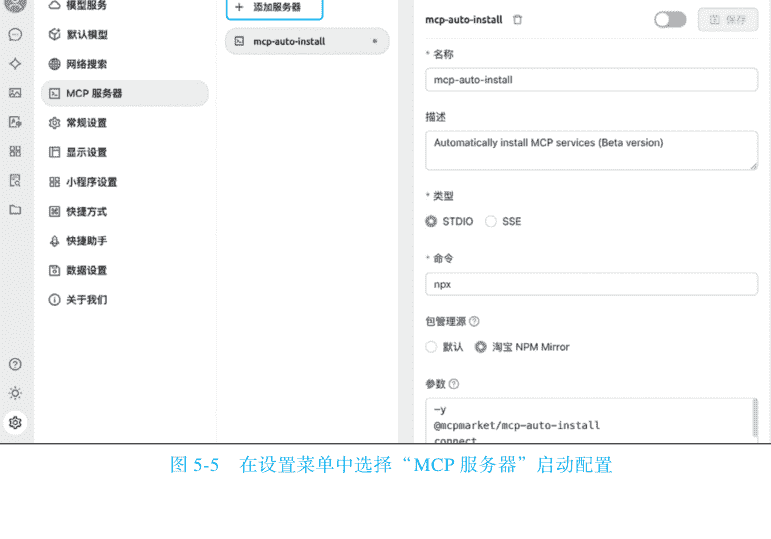 模型服务
默认模型
网络搜索
MCP 服务器
常规设置
显示设置
小程序设置
快捷方式
快捷助手
数据设置
关于我们
+ 添加服务器
mcp-auto-install
mcp-auto-install
保存
* 名称
mcp-auto-install
描述
Automatically install MCP services (Beta version)
* 类型
STDIO SSE
* 命令
npx
包管理源
默认 淘宝 NPM Mirror
参数
-y
@mcpmarket/mcp-auto-install
connect
图 5-5 在设置菜单中选择“MCP 服务器”启动配置